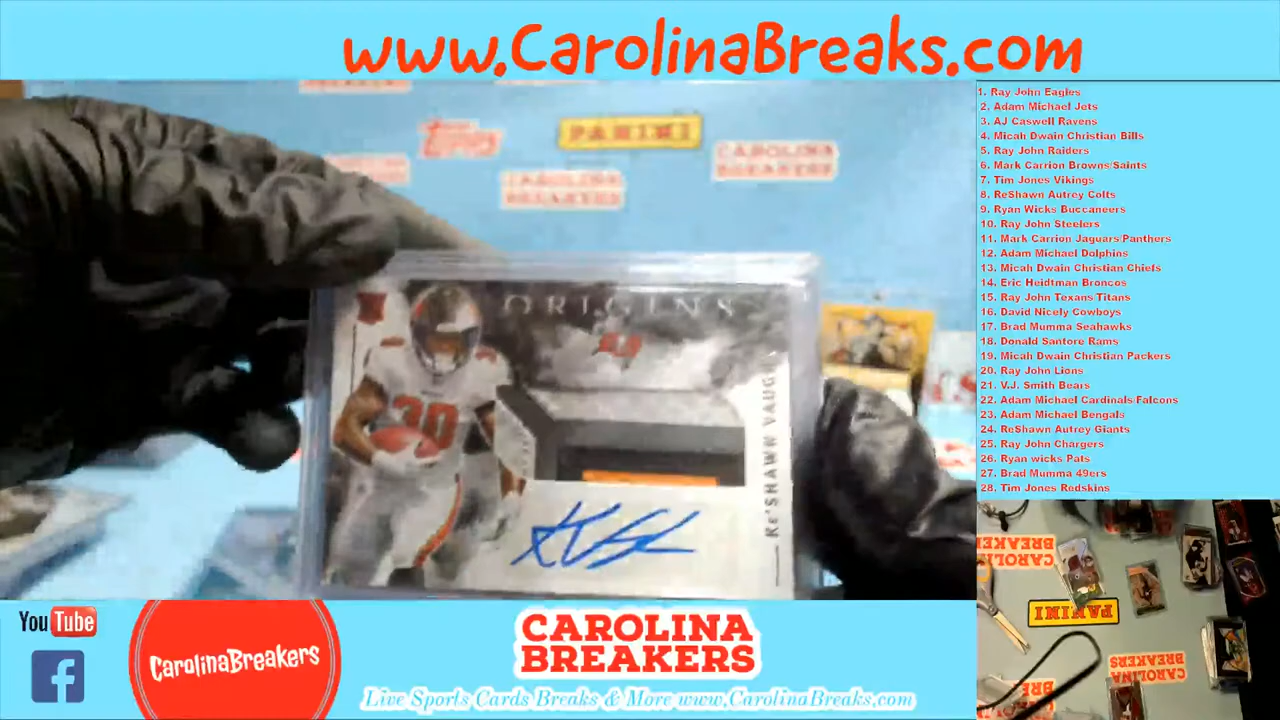 www.CarolinaBreaks.com
TOPPS
PANINI
CAROLINA
BREAKERS
CAROLINA
BREAKERS
ORIGINS
30
RE'SHAWN VAUGH
1. Ray John Eagles
2, Adam Michael Jets
3. AJ Caswell Ravens
4. Micah Dwain Christian Bills
5. Ray John Raiders
6. Mark Carrion Browns/Saints
7. Tim Jones Vikings
8. ReShawn Autrey Colts
9. Ryan Wicks Buccaneers
10. Ray John Steelers
11. Mark Carrion Jaguars/Panthers
12. Adam Michael Dolphins
13. Micah Dwain Christian Chiefs
14. Eric Heidtman Broncos
15. Ray John Texans Titans
16. David Nicely Cowboys
17. Brad Mumma Seahawks
18. Donald Santore Rams
19. Micah Dwain Christian Packers
20. Ray John Lions
21. V.J. Smith Bears
22. Adam Michael Cardinals/Falcons
23. Adam Michael Bengals
24. ReShawn Autrey Giants
25. Ray John Chargers
26. Ryan wicks Pats
27. Brad Mumma 49ers
28. Tim Jones Redskins
PANINI
CAROLINA
BREAKERS
YouTube
CarolinaBreakers
CAROLINA
BREAKERS
Live Sports Cards Breaks & More www.CarolinaBreaks.com